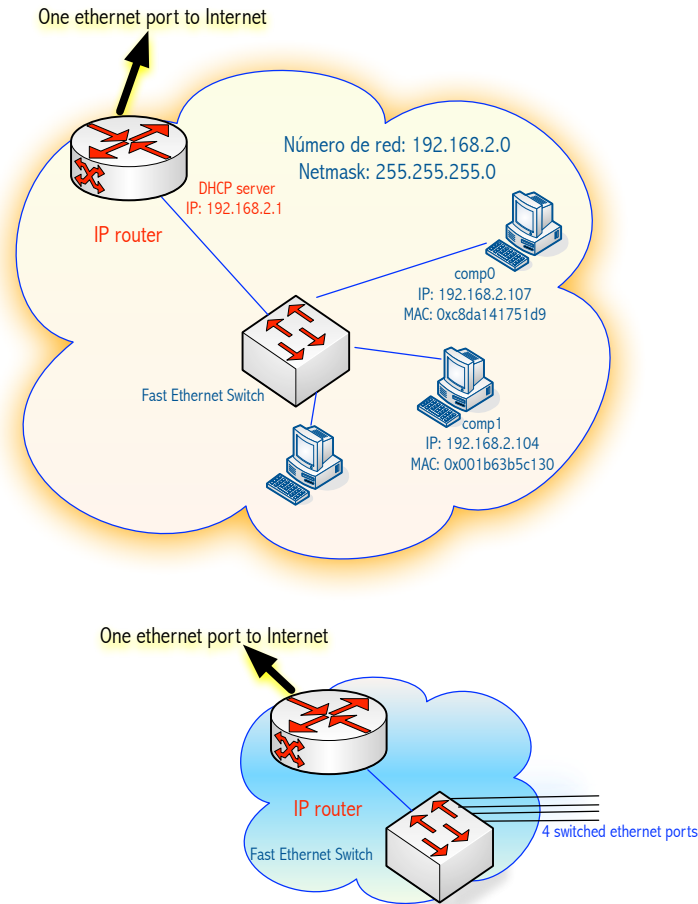 One ethernet port to Internet
Número de red: 192.168.2.0
Netmask: 255.255.255.0
DHCP server
IP: 192.168.2.1
IP router
comp0
IP: 192.168.2.107
MAC: 0xc8da141751d9
Fast Ethernet Switch
comp1
IP: 192.168.2.104
MAC: 0x001b63b5c130
One ethernet port to Internet
IP router
4 switched ethernet ports
Fast Ethernet Switch